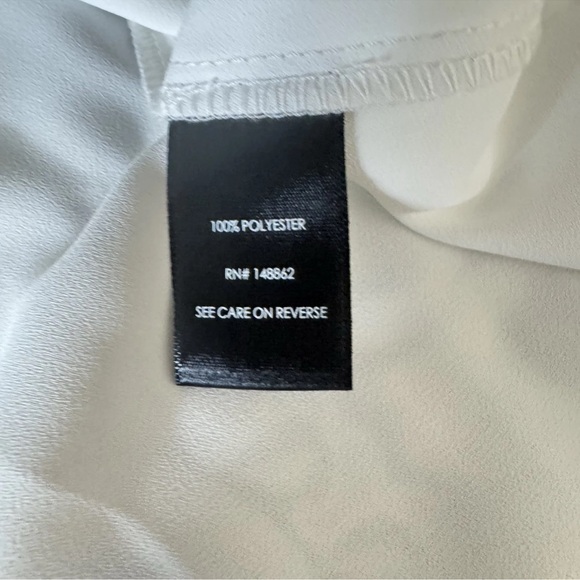 100% POLYESTER
RN# 148862
SEE CARE ON REVERSE